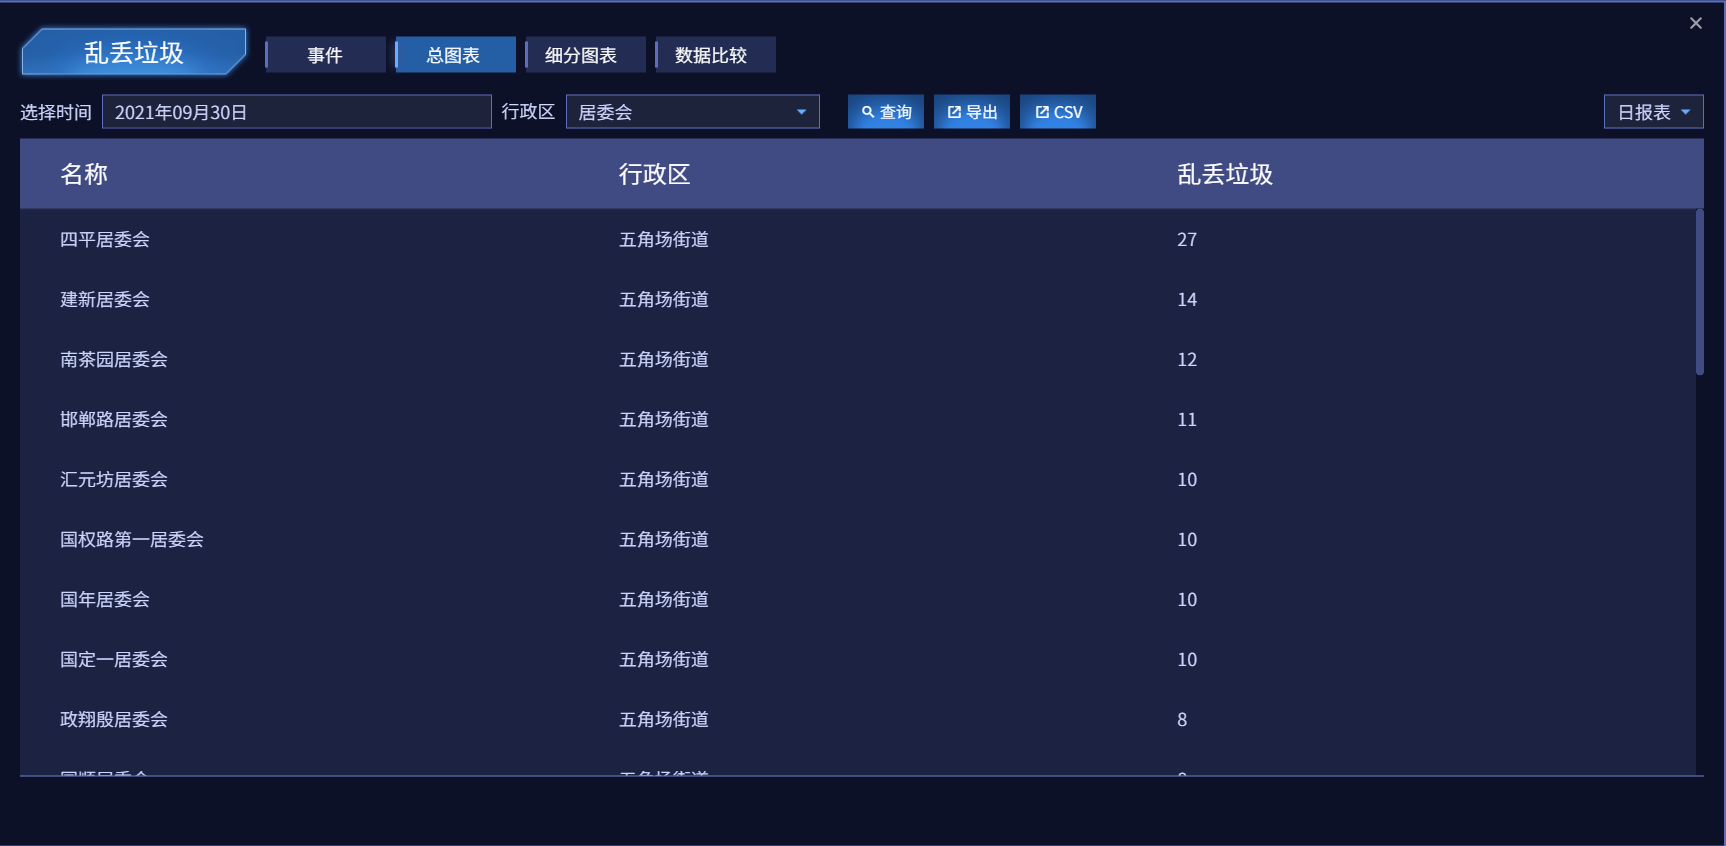 乱丢垃圾 事件 总图表 细分图表 数据比较
选择时间 2021年09月30日 行政区 居委会 查询 导出 CSV 日报表
名称 行政区 乱丢垃圾
四平居委会 五角场街道 27
建新居委会 五角场街道 14
南茶园居委会 五角场街道 12
邯郸路居委会 五角场街道 11
汇元坊居委会 五角场街道 10
国权路第一居委会 五角场街道 10
国年居委会 五角场街道 10
国定一居委会 五角场街道 10
政翔殷居委会 五角场街道 8